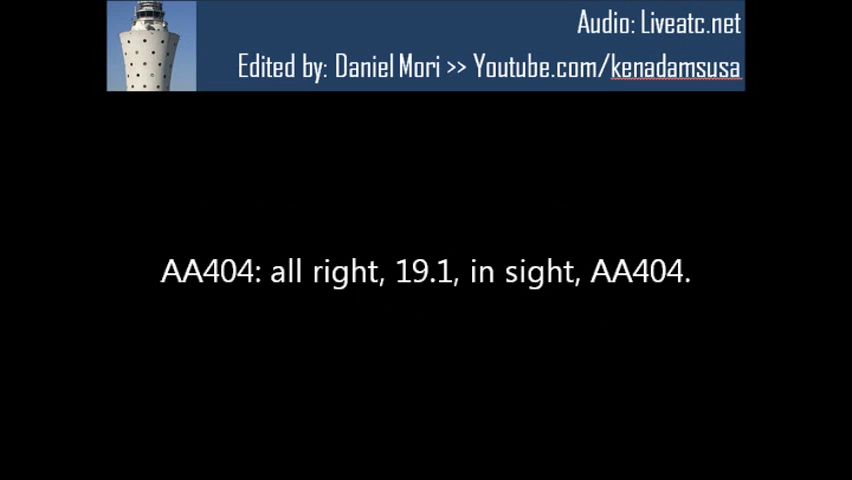 Audio: Liveatc.net
Edited by: Daniel Mori >> Youtube.com/kenadamsusa
AA404: all right, 19.1, in sight, AA404.